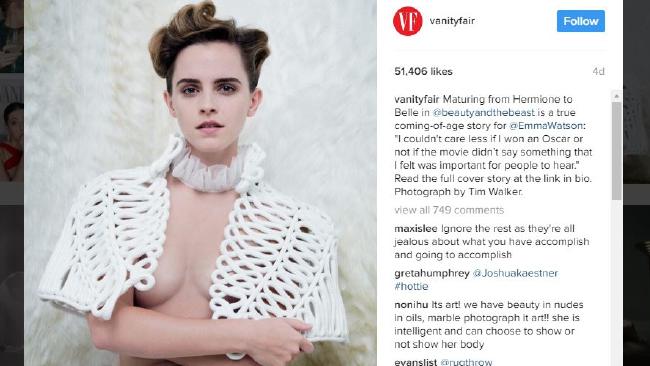 VF vanityfair Follow
51,406 likes 4d
vanityfair Maturing from Hermione to
Belle in @beautyandthebeast is a true
coming-of-age story for @EmmaWatson:
"I couldn't care less if I won an Oscar or
not if the movie didn't say something that
I felt was important for people to hear."
Read the full cover story at the link in bio.
Photograph by Tim Walker.
view all 749 comments
maxislee Ignore the rest as they're all
jealous about what you have accomplish
and going to accomplish
gretahumphrey @Joshuakaestner
#hottie
nonihu Its art! we have beauty in nudes
in oils, marble photograph it art!! she is
intelligent and can choose to show or
not show her body
evanslist @rugthrow